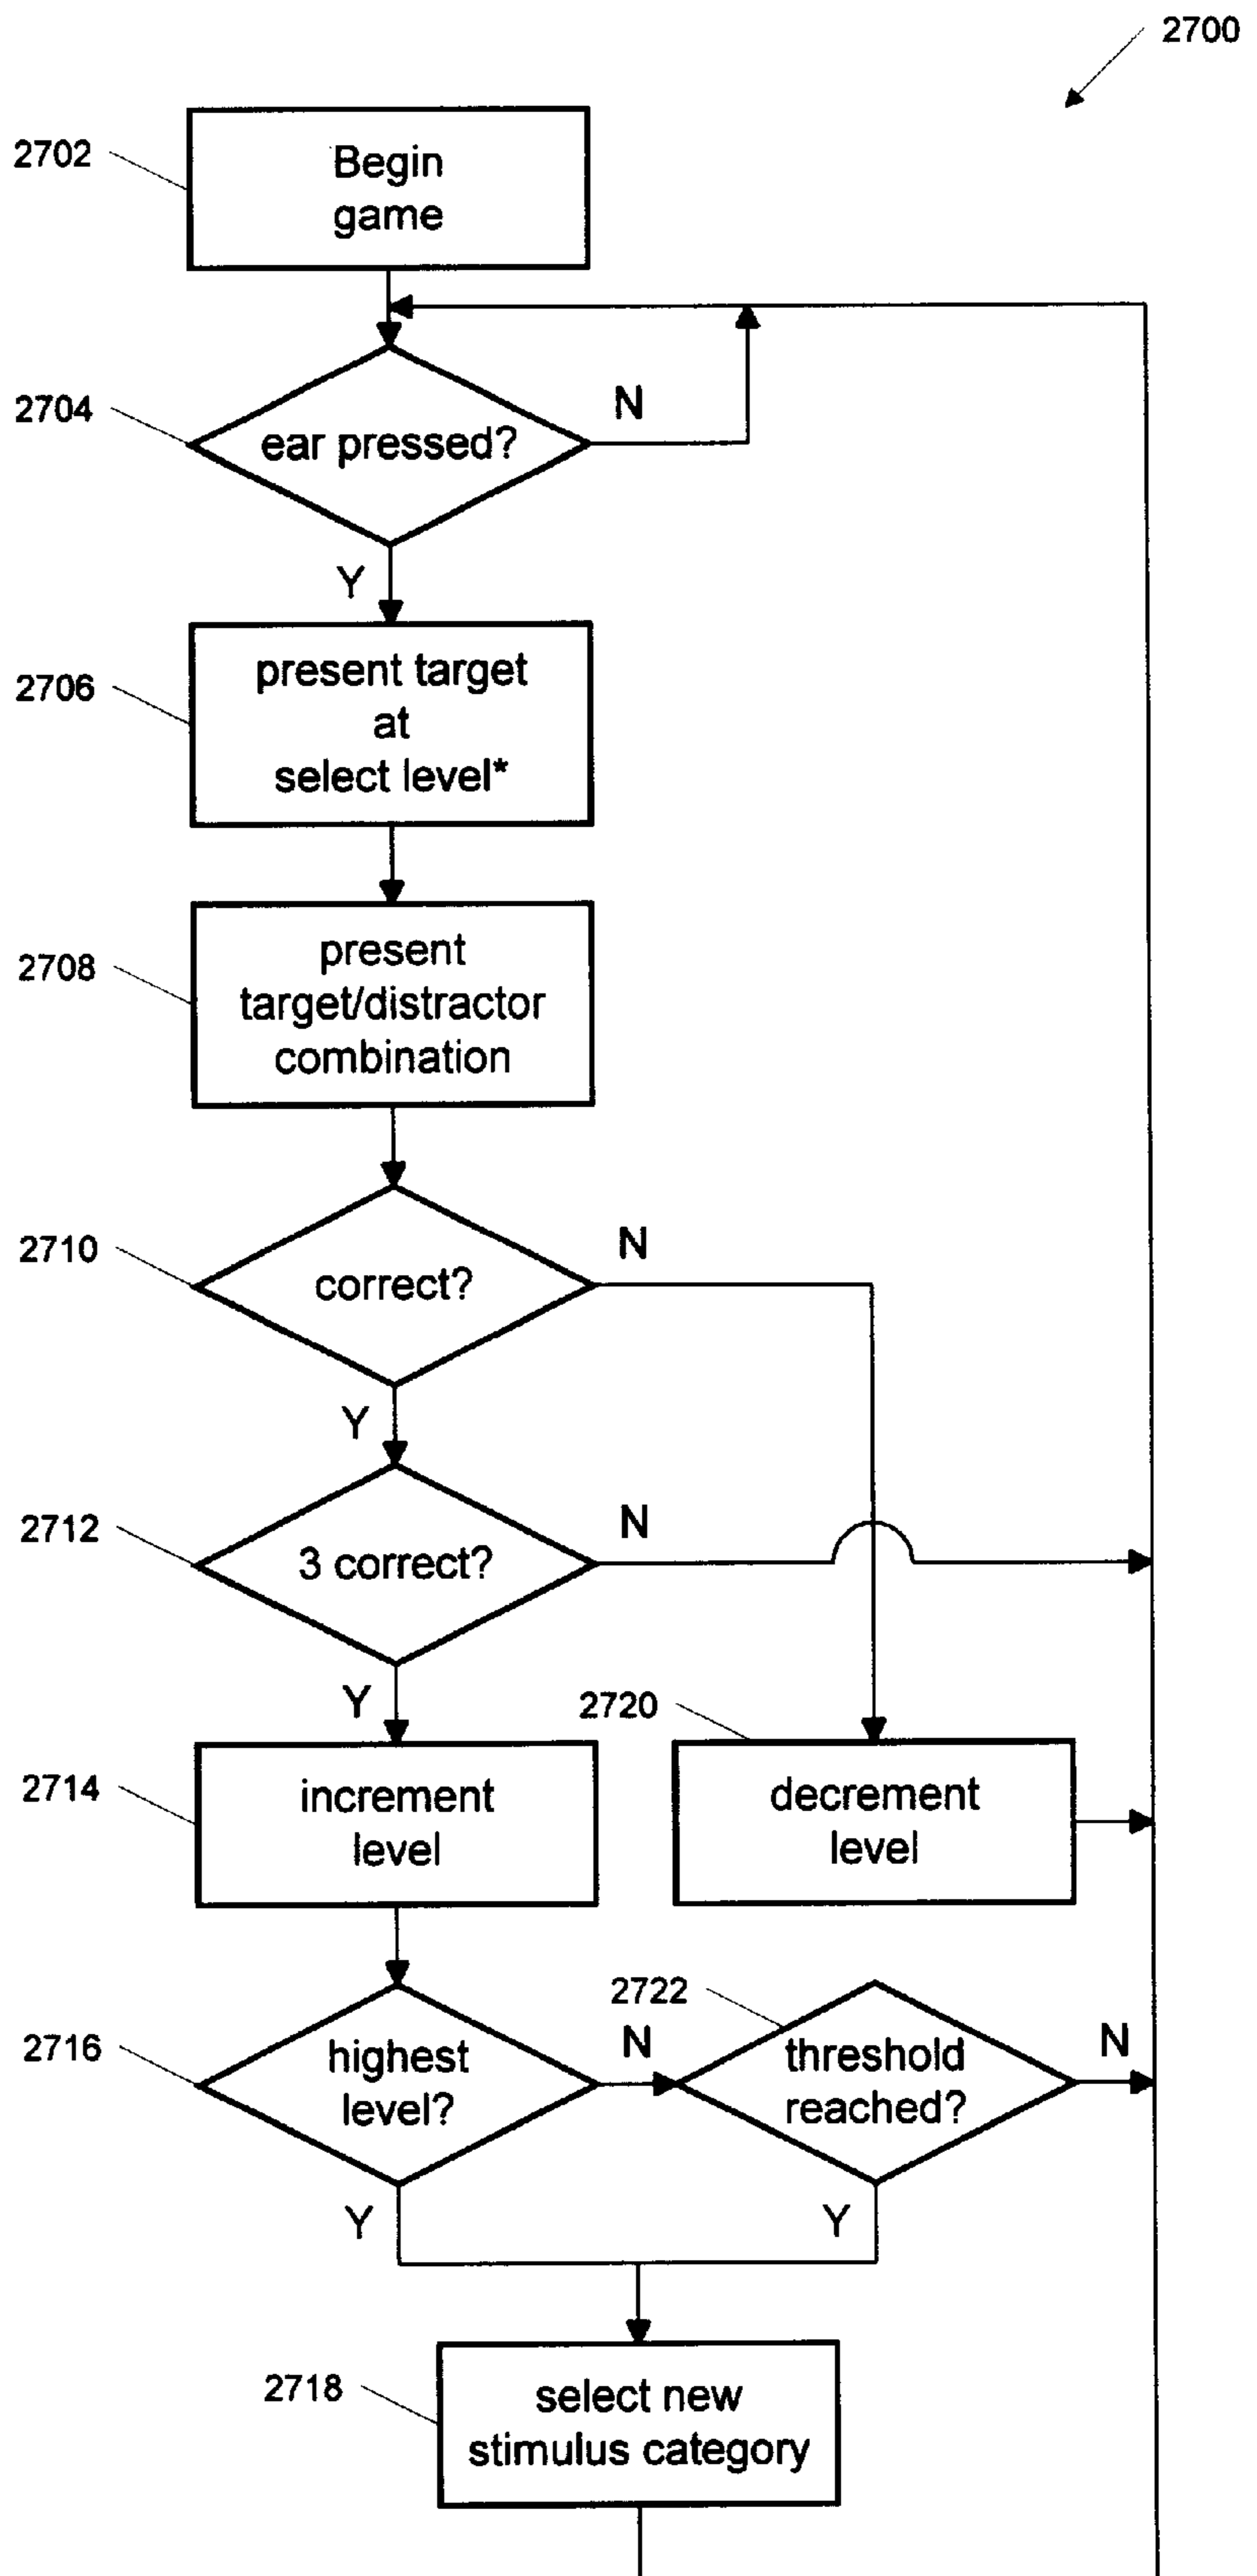 2700
2702
Begin
game
2704
ear pressed?
N
Y
2706
present target
at
select level*
2708
present
target/distractor
combination
2710
correct?
N
Y
2712
3 correct?
N
Y
2714
increment
level
2720
decrement
level
2716
highest
level?
N
2722
threshold
reached?
N
Y
Y
2718
select new
stimulus category